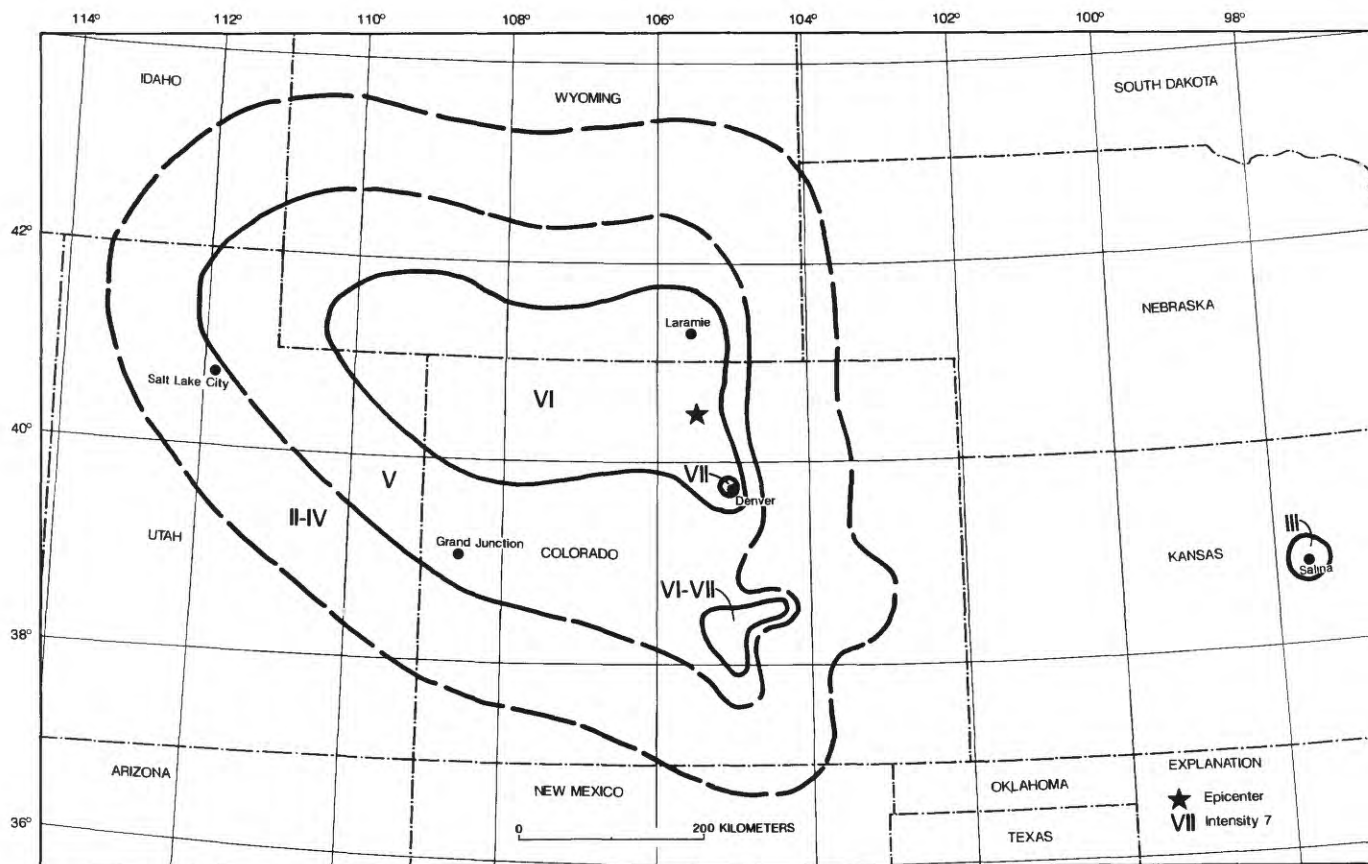 114° 112° 110° 108° 106° 104° 102° 100° 98°
IDAHO
WYOMING
SOUTH DAKOTA
42°
NEBRASKA
Laramie
Salt Lake City
VI
40°
VII
Denver
V
II-IV
III
UTAH
Grand Junction
COLORADO
KANSAS
Salina
VI-VII
38°
ARIZONA
NEW MEXICO
OKLAHOMA
TEXAS
EXPLANATION
Epicenter
VII Intensity 7
0 200 KILOMETERS
36°